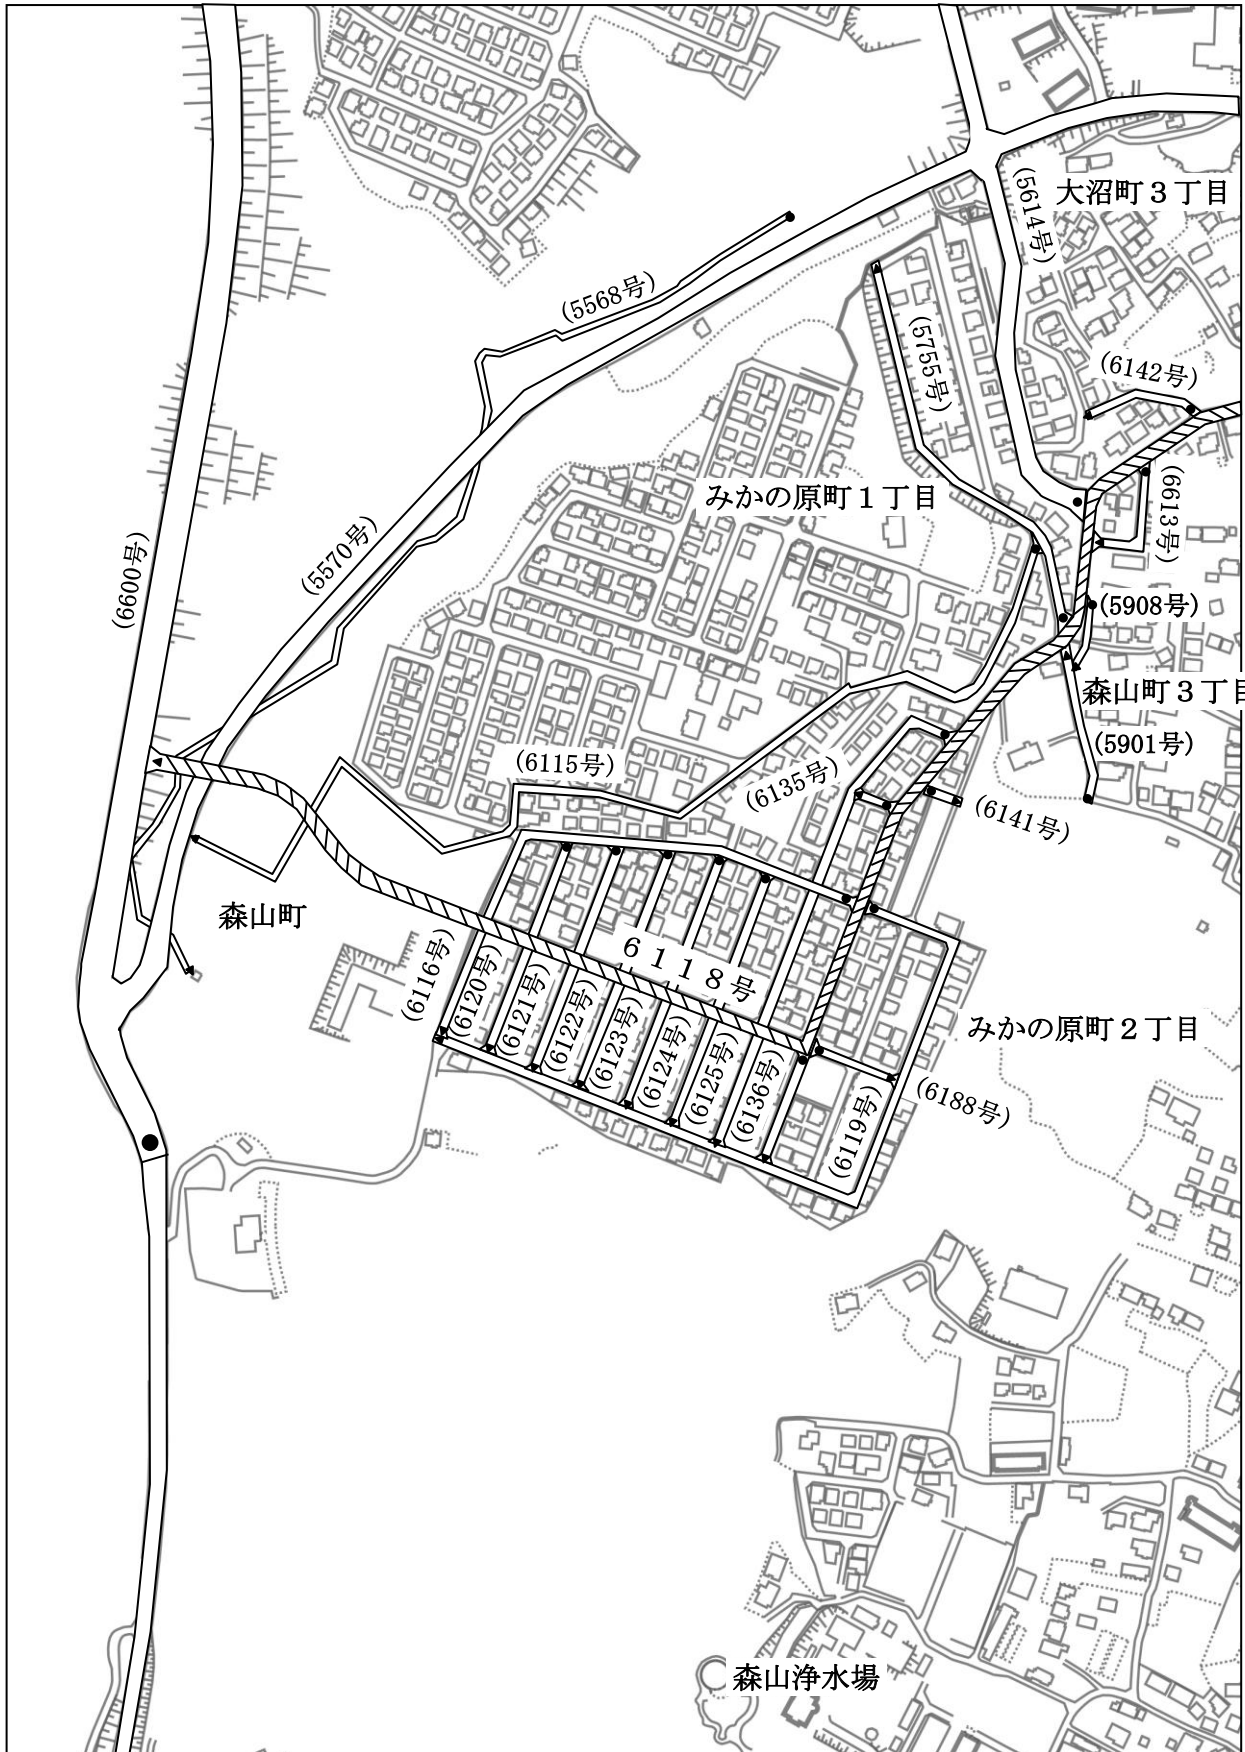 大沼町３丁目
(5614号)
(5568号)
(5755号)
(6142号)
みかの原町１丁目
(6613号)
(5570号)
(6600号)
(5908号)
森山町３丁目
(5901号)
(6115号)
(6135号)
(6141号)
森山町
６１１８号
(6116号)
(6120号)
(6121号)
(6122号)
(6123号)
(6124号)
(6125号)
(6136号)
みかの原町２丁目
(6188号)
(6119号)
森山浄水場